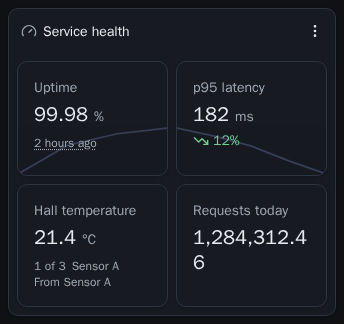 Service health
Uptime
99.98 %
2 hours ago
p95 latency
182 ms
12%
Hall temperature
21.4 °C
1 of 3 Sensor A
From Sensor A
Requests today
1,284,312.4
6